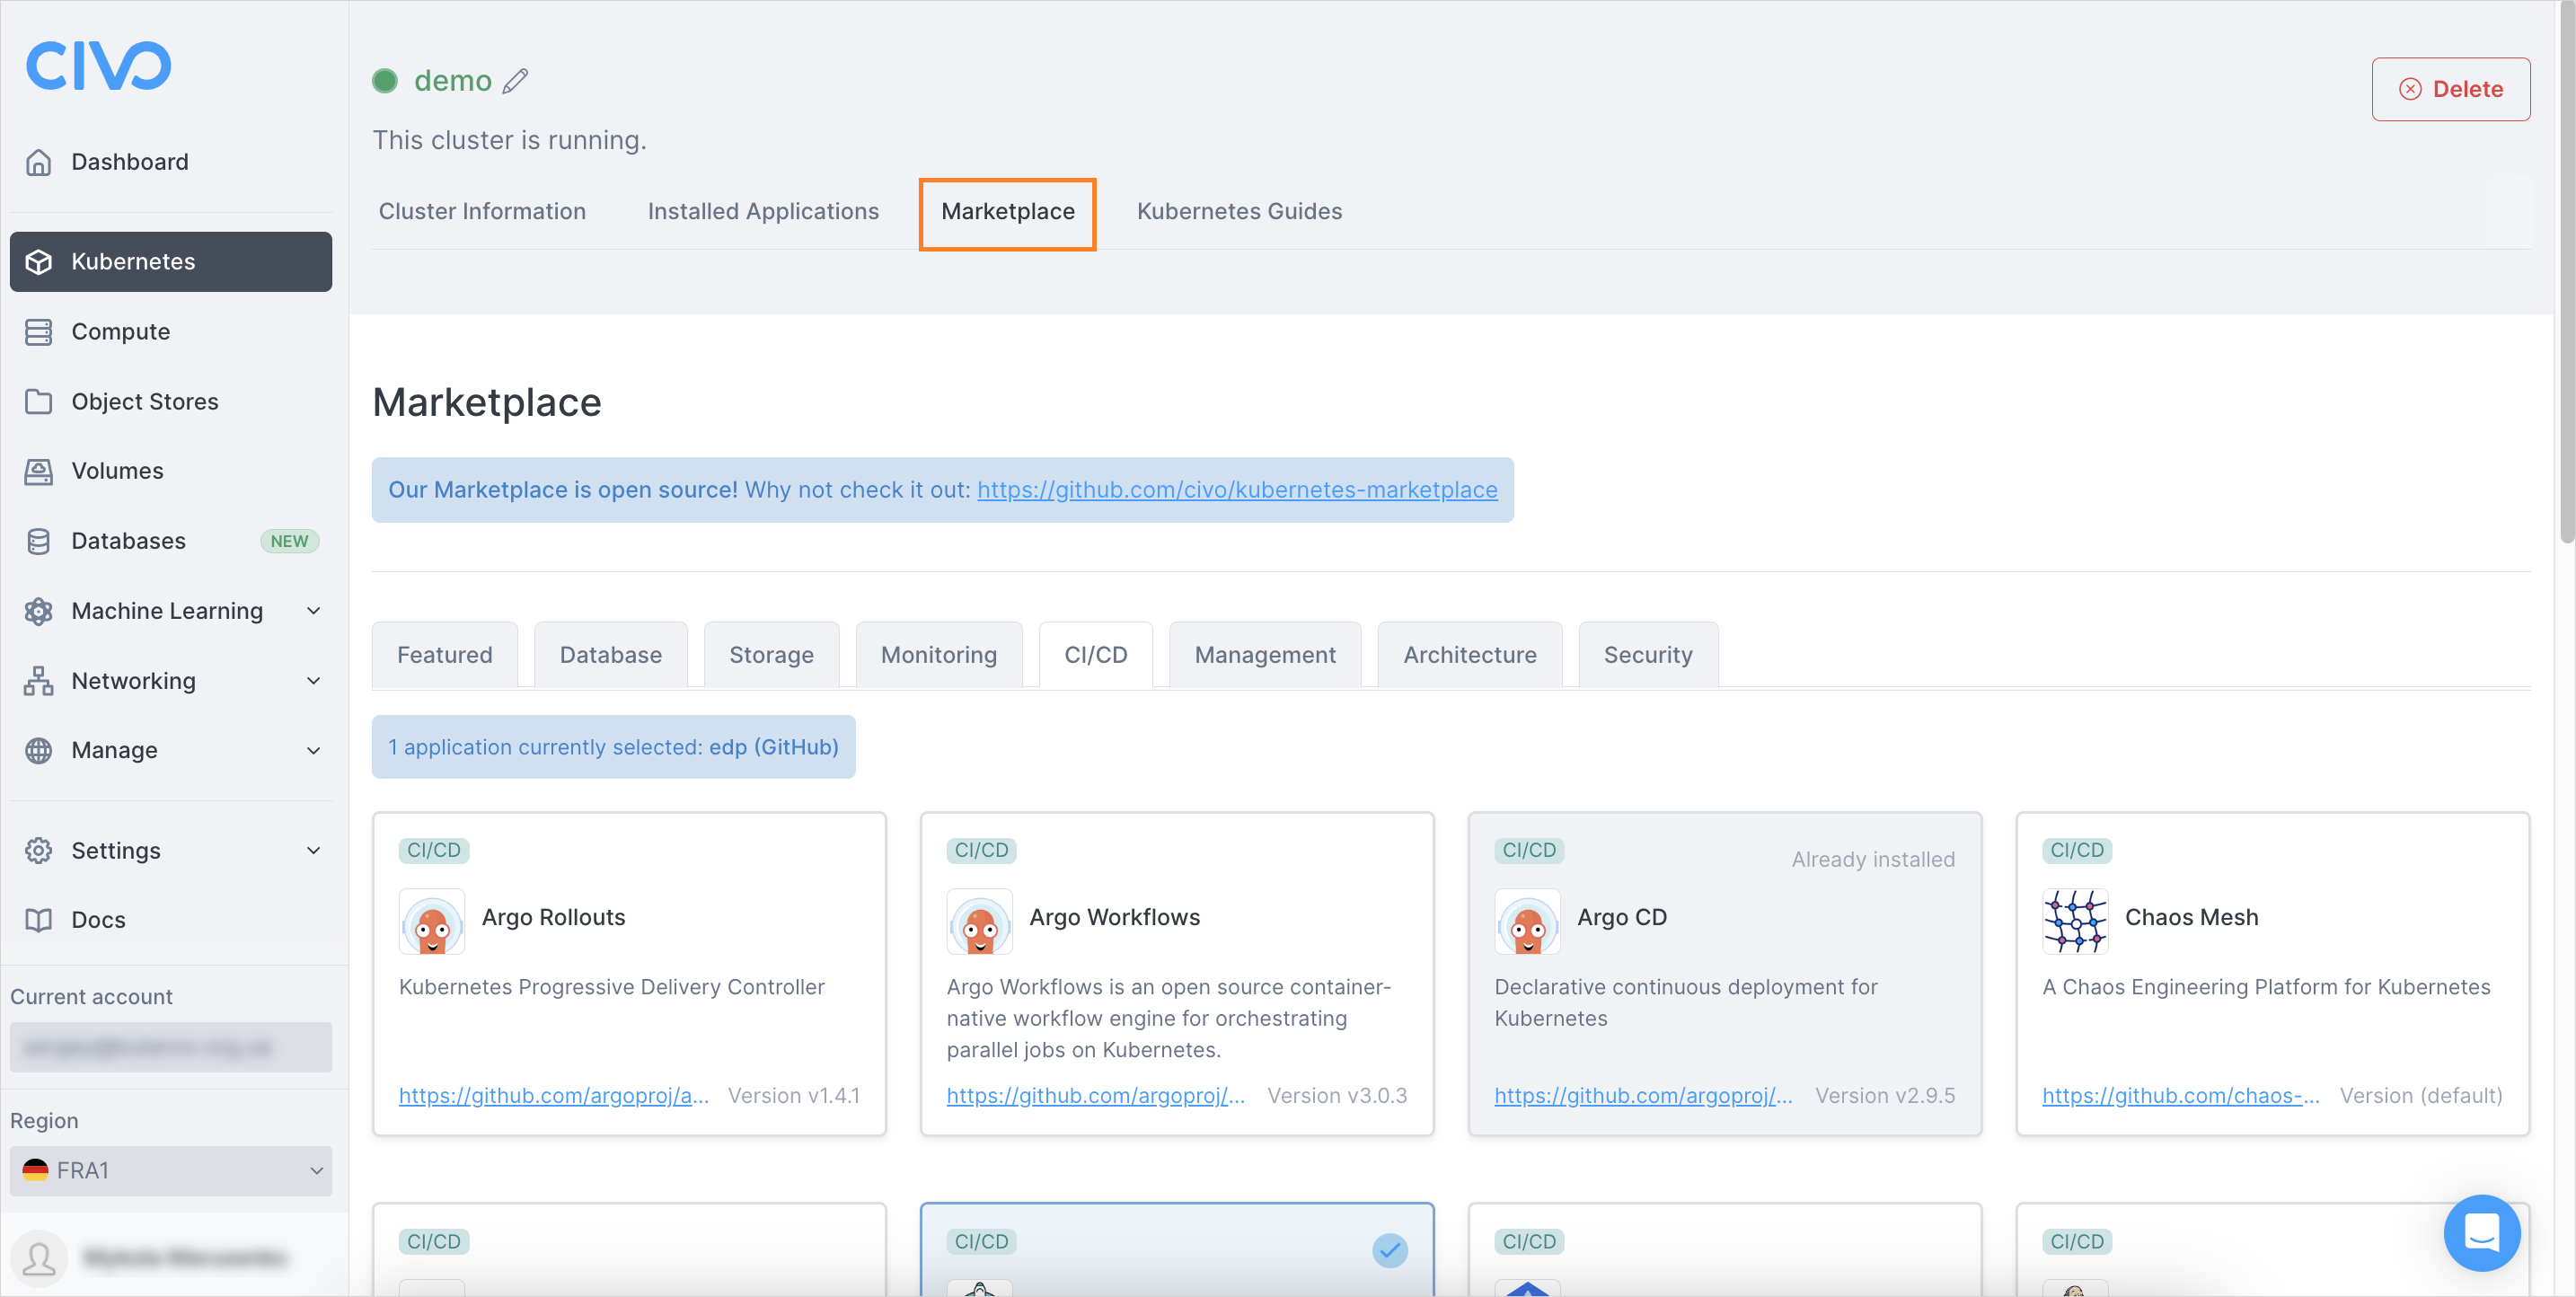 CIVO
Dashboard
Kubernetes
Compute
Object Stores
Volumes
Databases NEW
Machine Learning
Networking
Manage
Settings
Docs
Current account
Region
FRA1
demo
Delete
This cluster is running.
Cluster Information Installed Applications Marketplace Kubernetes Guides
Marketplace
Our Marketplace is open source! Why not check it out: https://github.com/civo/kubernetes-marketplace
Featured Database Storage Monitoring CI/CD Management Architecture Security
1 application currently selected: edp (GitHub)
CI/CD
Argo Rollouts
Kubernetes Progressive Delivery Controller
https://github.com/argoproj/a... Version v1.4.1
CI/CD
Argo Workflows
Argo Workflows is an open source container-
native workflow engine for orchestrating
parallel jobs on Kubernetes.
https://github.com/argoproj/... Version v3.0.3
CI/CD
Already installed
Argo CD
Declarative continuous deployment for
Kubernetes
https://github.com/argoproj/... Version v2.9.5
CI/CD
Chaos Mesh
A Chaos Engineering Platform for Kubernetes
https://github.com/chaos-... Version (default)
CI/CD
CI/CD
CI/CD
CI/CD